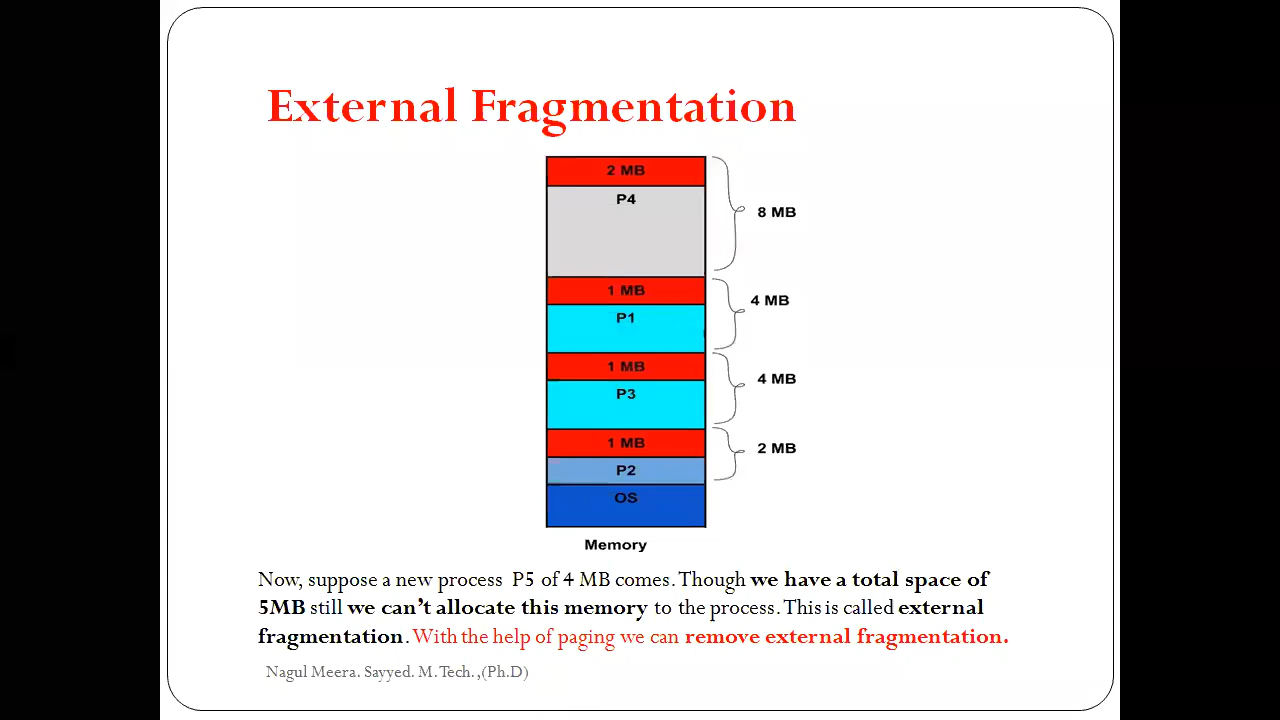 External Fragmentation
2 MB
P4
8 MB
1 MB
4 MB
P1
1 MB
4 MB
P3
1 MB
2 MB
P2
OS
Memory
Now, suppose a new process P5 of 4 MB comes. Though we have a total space of
5MB still we can't allocate this memory to the process. This is called external
fragmentation. With the help of paging we can remove external fragmentation.
Nagul Meera. Sayyed. M. Tech.,(Ph.D)